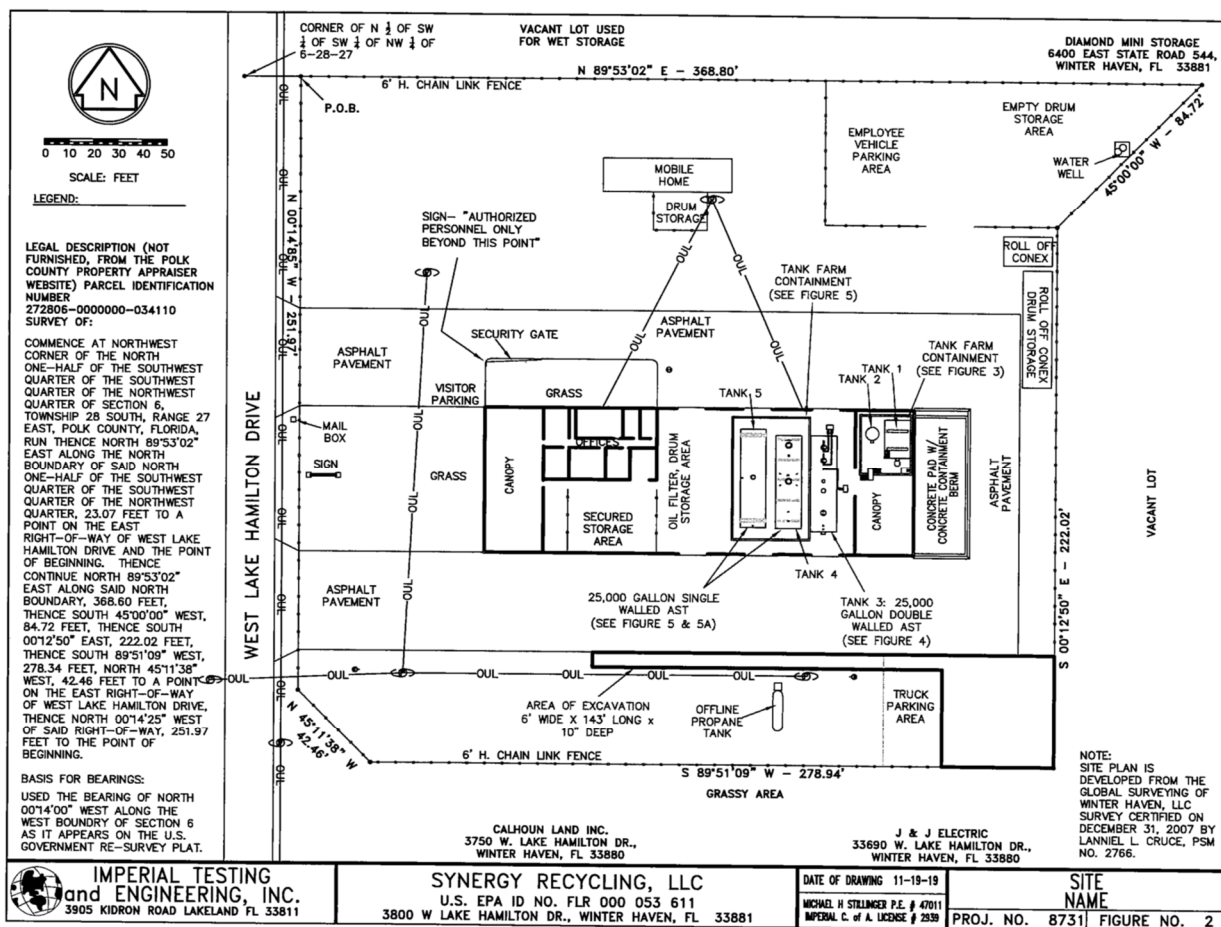 CORNER OF N ½ OF SW
¼ OF SW ¼ OF NW ¼ OF
6-28-27
VACANT LOT USED
FOR WET STORAGE
DIAMOND MINI STORAGE
6400 EAST STATE ROAD 544,
WINTER HAVEN, FL 33881
N 89°53'02" E - 368.80'
6' H. CHAIN LINK FENCE
P.O.B.
N
0 10 20 30 40 50
SCALE: FEET
LEGEND:
LEGAL DESCRIPTION (NOT
FURNISHED, FROM THE POLK
COUNTY PROPERTY APPRAISER
WEBSITE) PARCEL IDENTIFICATION
NUMBER
272806-0000000-034110
SURVEY OF:
COMMENCE AT NORTHWEST
CORNER OF THE NORTH
ONE-HALF OF THE SOUTHWEST
QUARTER OF THE SOUTHWEST
QUARTER OF THE NORTHWEST
QUARTER OF SECTION 6,
TOWNSHIP 28 SOUTH, RANGE 27
EAST, POLK COUNTY, FLORIDA,
RUN THENCE NORTH 89°53'02"
EAST ALONG THE NORTH
BOUNDARY OF SAID NORTH
ONE-HALF OF THE SOUTHWEST
QUARTER OF THE SOUTHWEST
QUARTER OF THE NORTHWEST
QUARTER, 23.07 FEET TO A
POINT ON THE EAST
RIGHT-OF-WAY OF WEST LAKE
HAMILTON DRIVE AND THE POINT
OF BEGINNING. THENCE
CONTINUE NORTH 89°53'02"
EAST ALONG SAID NORTH
BOUNDARY, 368.60 FEET,
THENCE SOUTH 45°00'00" WEST,
84.72 FEET, THENCE SOUTH
00°12'50" EAST, 222.02 FEET,
THENCE SOUTH 89°51'09" WEST,
278.34 FEET, NORTH 45°11'38"
WEST, 42.46 FEET TO A POINT
ON THE EAST RIGHT-OF-WAY
OF WEST LAKE HAMILTON DRIVE,
THENCE NORTH 00°14'25" WEST
OF SAID RIGHT-OF-WAY, 251.97
FEET TO THE POINT OF
BEGINNING.
BASIS FOR BEARINGS:
USED THE BEARING OF NORTH
00°14'00" WEST ALONG THE
WEST BOUNDRY OF SECTION 6
AS IT APPEARS ON THE U.S.
GOVERNMENT RE-SURVEY PLAT.
WEST LAKE HAMILTON DRIVE
OUL
OUL
OUL
OUL
OUL
OUL
OUL
OUL
OUL
N 00°14'85" W - 251.97'
EMPLOYEE
VEHICLE
PARKING
AREA
EMPTY DRUM
STORAGE
AREA
WATER
WELL
45°00'00" W - 84.72'
MOBILE
HOME
DRUM
STORAGE
SIGN- "AUTHORIZED
PERSONNEL ONLY
BEYOND THIS POINT"
OUL
OUL
OUL
OUL
OUL
OUL
OUL
OUL
ROLL OFF
CONEX
ROLL OFF CONEX
DRUM STORAGE
TANK FARM
CONTAINMENT
(SEE FIGURE 5)
ASPHALT
PAVEMENT
SECURITY GATE
ASPHALT
PAVEMENT
TANK FARM
CONTAINMENT
(SEE FIGURE 3)
TANK 1
TANK 2
VISITOR
PARKING
GRASS
TANK 5
MAIL
BOX
SIGN
GRASS
CANOPY
OFFICES
SECURED
STORAGE
AREA
OIL FILTER, DRUM
STORAGE AREA
CANOPY
CONCRETE PAD W/
CONCRETE CONTAINMENT
BERM
ASPHALT
PAVEMENT
VACANT LOT
S 00°12'50" E - 222.02'
TANK 4
ASPHALT
PAVEMENT
25,000 GALLON SINGLE
WALLED AST
(SEE FIGURE 5 & 5A)
TANK 3: 25,000
GALLON DOUBLE
WALLED AST
(SEE FIGURE 4)
OUL
OUL
OUL
OUL
OUL
OUL
AREA OF EXCAVATION
6' WIDE X 143' LONG x
10" DEEP
OFFLINE
PROPANE
TANK
TRUCK
PARKING
AREA
N 45°11'38" W
42.46'
6' H. CHAIN LINK FENCE
S 89°51'09" W - 278.94'
GRASSY AREA
NOTE:
SITE PLAN IS
DEVELOPED FROM THE
GLOBAL SURVEYING OF
WINTER HAVEN, LLC
SURVEY CERTIFIED ON
DECEMBER 31, 2007 BY
LANNIEL L. CRUCE, PSM
NO. 2766.
CALHOUN LAND INC.
3750 W. LAKE HAMILTON DR.,
WINTER HAVEN, FL 33880
J & J ELECTRIC
33690 W. LAKE HAMILTON DR.,
WINTER HAVEN, FL 33880
IMPERIAL TESTING
and ENGINEERING, INC.
3905 KIDRON ROAD LAKELAND FL 33811
SYNERGY RECYCLING, LLC
U.S. EPA ID NO. FLR 000 053 611
3800 W LAKE HAMILTON DR., WINTER HAVEN, FL 33881
DATE OF DRAWING 11-19-19
MICHAEL H STILLINGER P.E. # 47011
IMPERIAL C. of A. LICENSE # 2939
SITE
NAME
PROJ. NO. 8731 FIGURE NO. 2